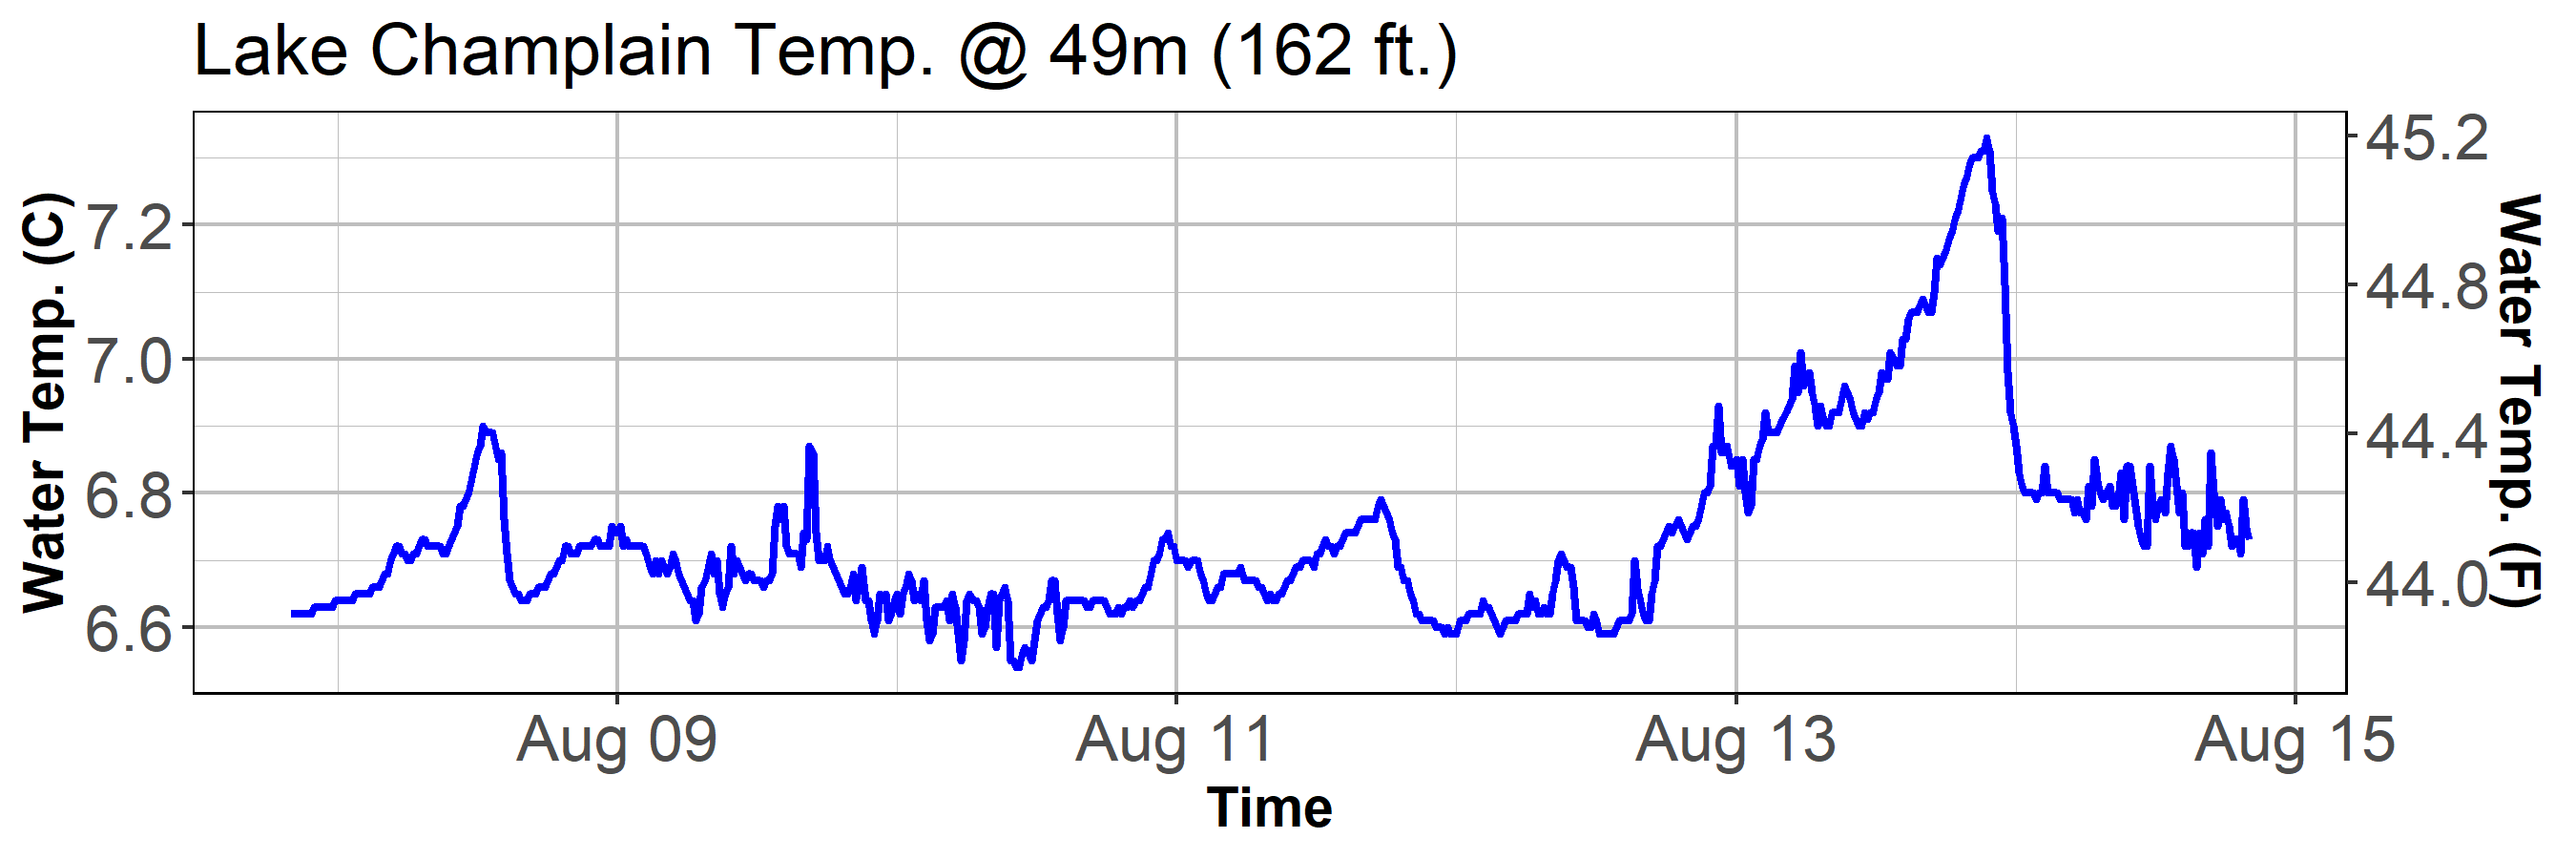 Lake Champlain Temp. @ 49m (162 ft.)
Water Temp. (C)
7.2
7.0
6.8
6.6
45.2
44.8
44.4
44.0
Water Temp. (F)
Aug 09 Aug 11 Aug 13 Aug 15
Time